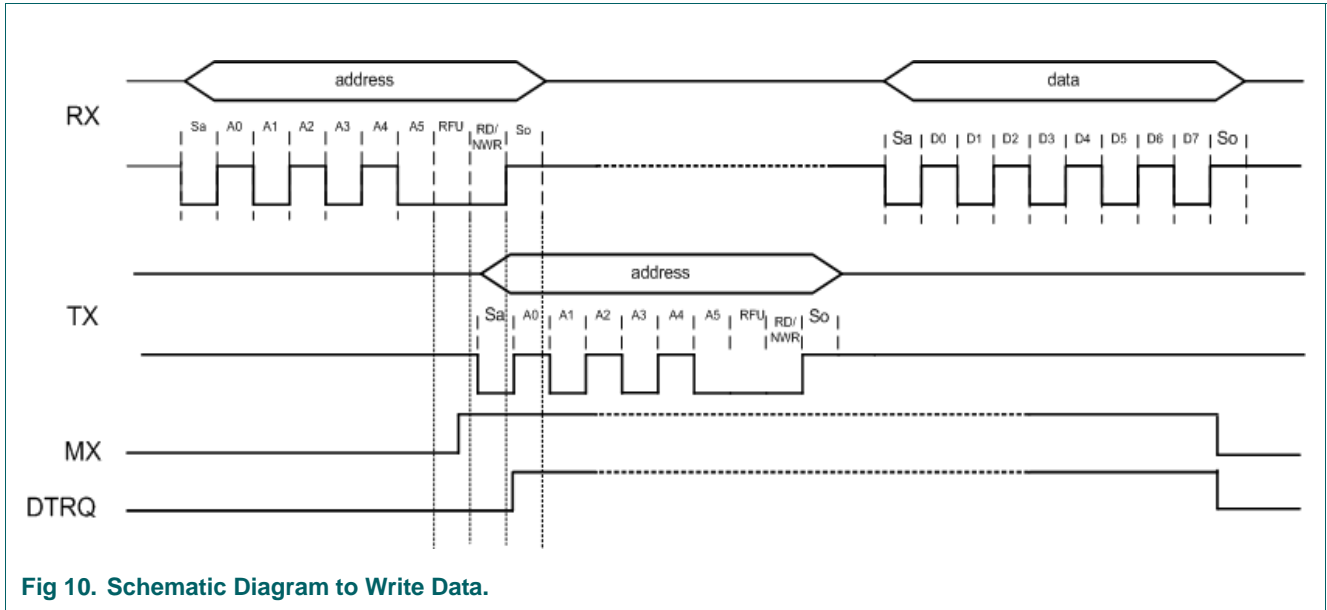 address data
RX
Sa A0 A1 A2 A3 A4 A5 RFU RD/ NWR So Sa D0 D1 D2 D3 D4 D5 D6 D7 So
address
TX
Sa A0 A1 A2 A3 A4 A5 RFU RD/ NWR So
MX
DTRQ
Fig 10. Schematic Diagram to Write Data.